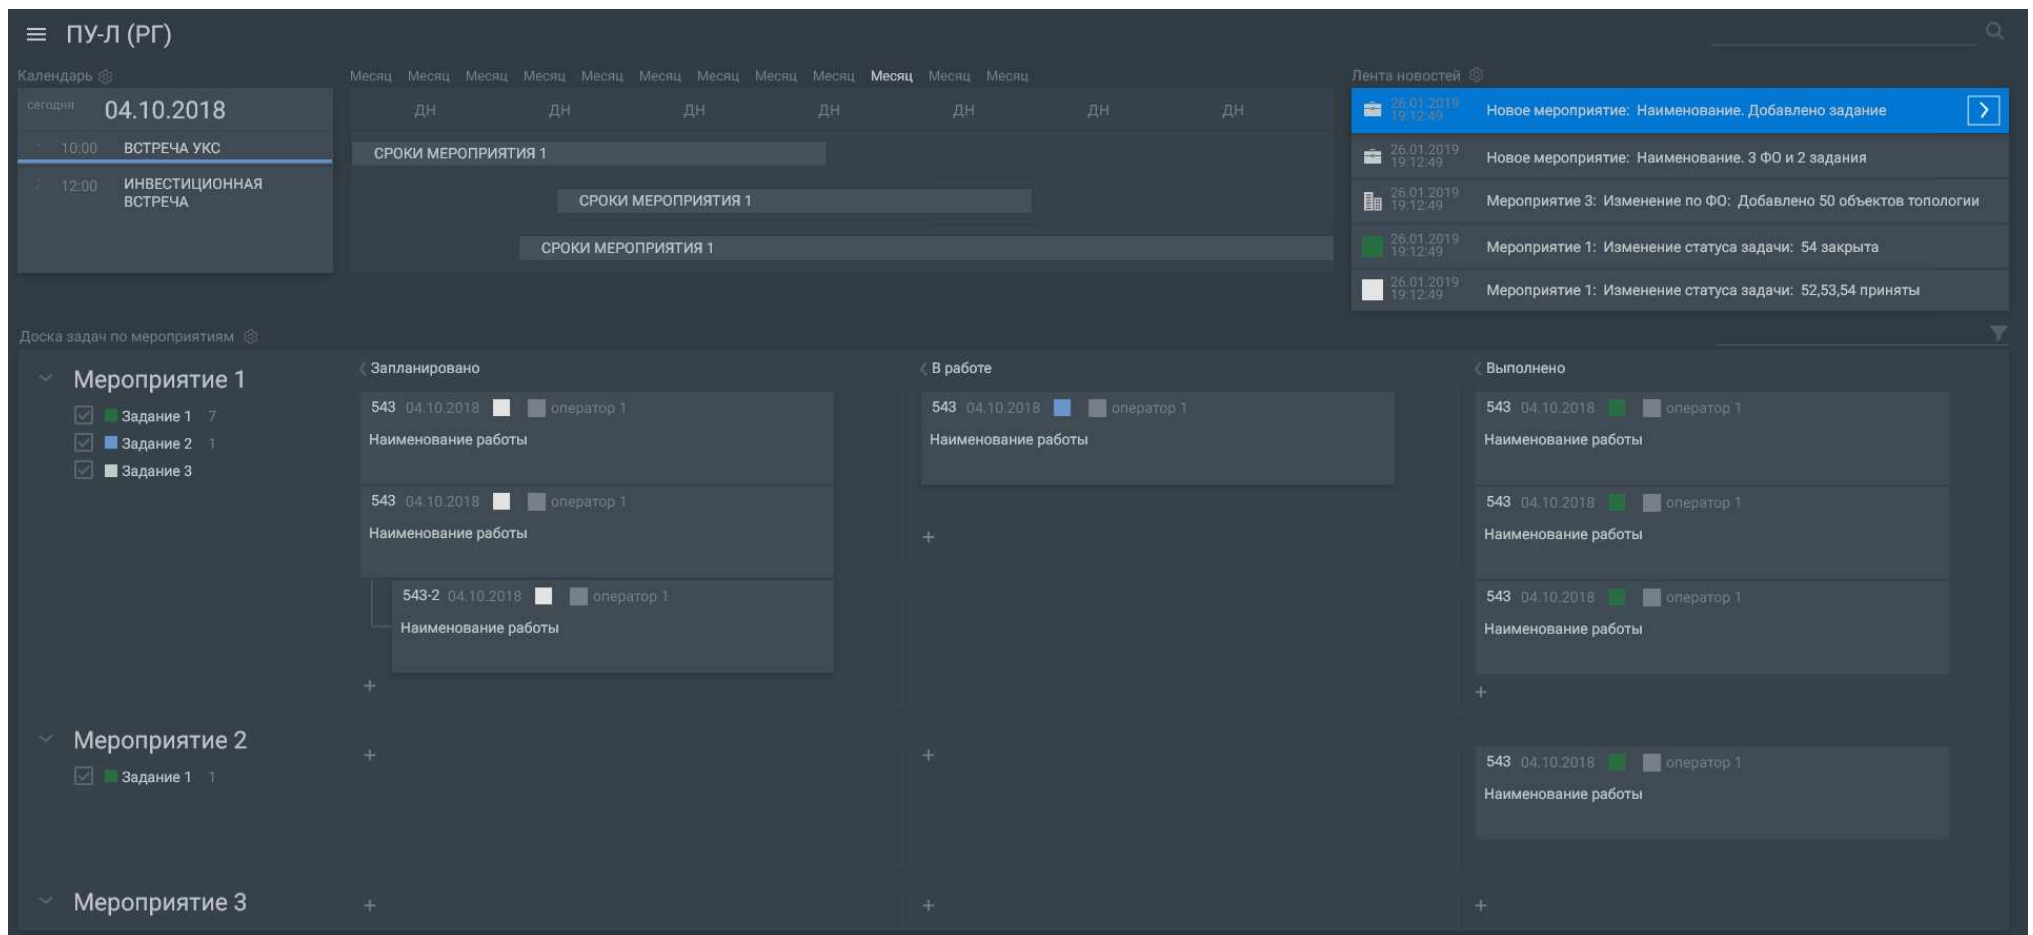 ПУ-Л (РГ)
Календарь
сегодня 04.10.2018
1 10:00 ВСТРЕЧА УКС
2 12:00 ИНВЕСТИЦИОННАЯ
ВСТРЕЧА
Месяц Месяц Месяц Месяц Месяц Месяц Месяц Месяц Месяц Месяц Месяц Месяц
ДН ДН ДН ДН ДН ДН ДН
СРОКИ МЕРОПРИЯТИЯ 1
СРОКИ МЕРОПРИЯТИЯ 1
СРОКИ МЕРОПРИЯТИЯ 1
Лента новостей
26.01.2019
19:12:49
Новое мероприятие: Наименование. Добавлено задание
26.01.2019
19:12:49
Новое мероприятие: Наименование. 3 ФО и 2 задания
26.01.2019
19:12:49
Мероприятие 3: Изменение по ФО: Добавлено 50 объектов топологии
26.01.2019
19:12:49
Мероприятие 1: Изменение статуса задачи: 54 закрыта
26.01.2019
19:12:49
Мероприятие 1: Изменение статуса задачи: 52,53,54 приняты
Доска задач по мероприятиям
Мероприятие 1
Задание 1 7
Задание 2 1
Задание 3
Запланировано
543 04.10.2018 оператор 1
Наименование работы
543 04.10.2018 оператор 1
Наименование работы
543-2 04.10.2018 оператор 1
Наименование работы
+
В работе
543 04.10.2018 оператор 1
Наименование работы
+
Выполнено
543 04.10.2018 оператор 1
Наименование работы
543 04.10.2018 оператор 1
Наименование работы
543 04.10.2018 оператор 1
Наименование работы
+
Мероприятие 2
Задание 1 1
+
+
543 04.10.2018 оператор 1
Наименование работы
Мероприятие 3
+
+
+